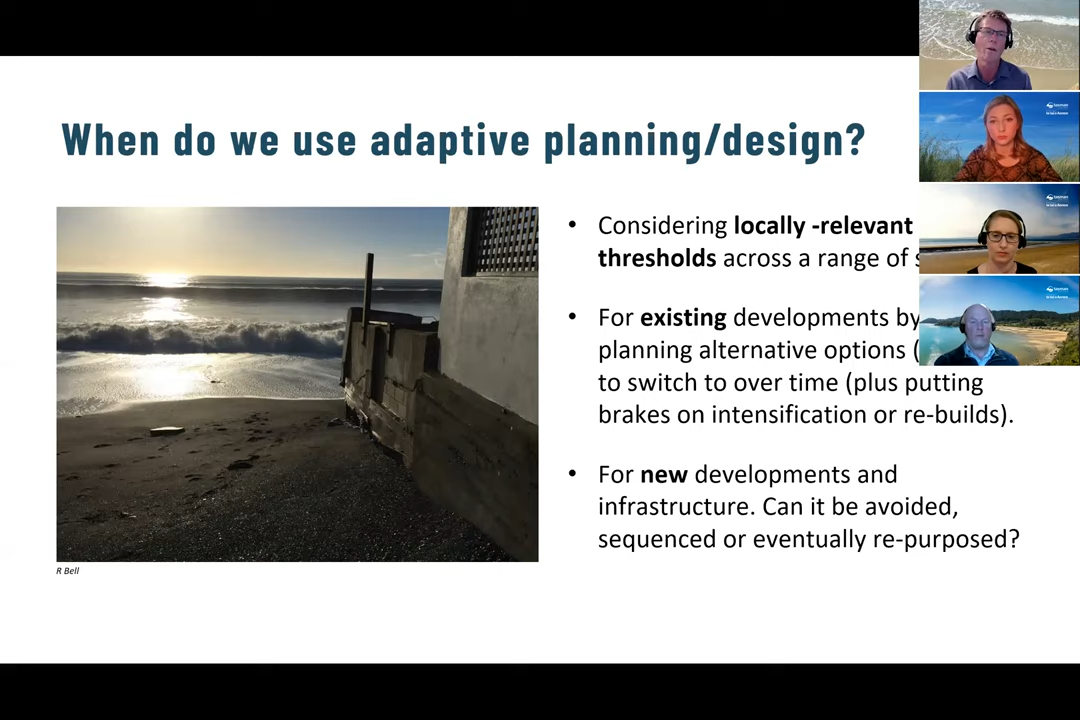 When do we use adaptive planning/design?
• Considering locally -relevant
thresholds across a range of
• For existing developments by
planning alternative options (
to switch to over time (plus putting
brakes on intensification or re-builds).
• For new developments and
infrastructure. Can it be avoided,
sequenced or eventually re-purposed?
R Bell